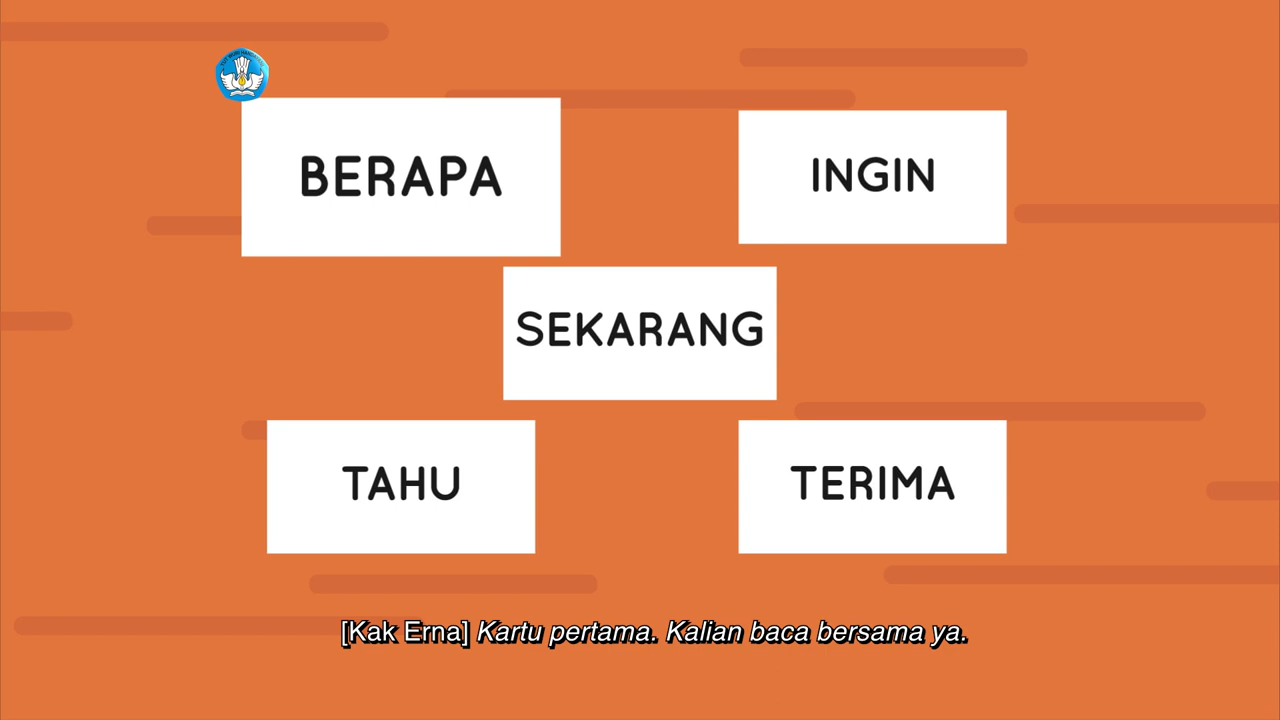 BERAPA
INGIN
SEKARANG
TAHU
TERIMA
[Kak Erna] Kartu pertama. Kalian baca bersama ya.